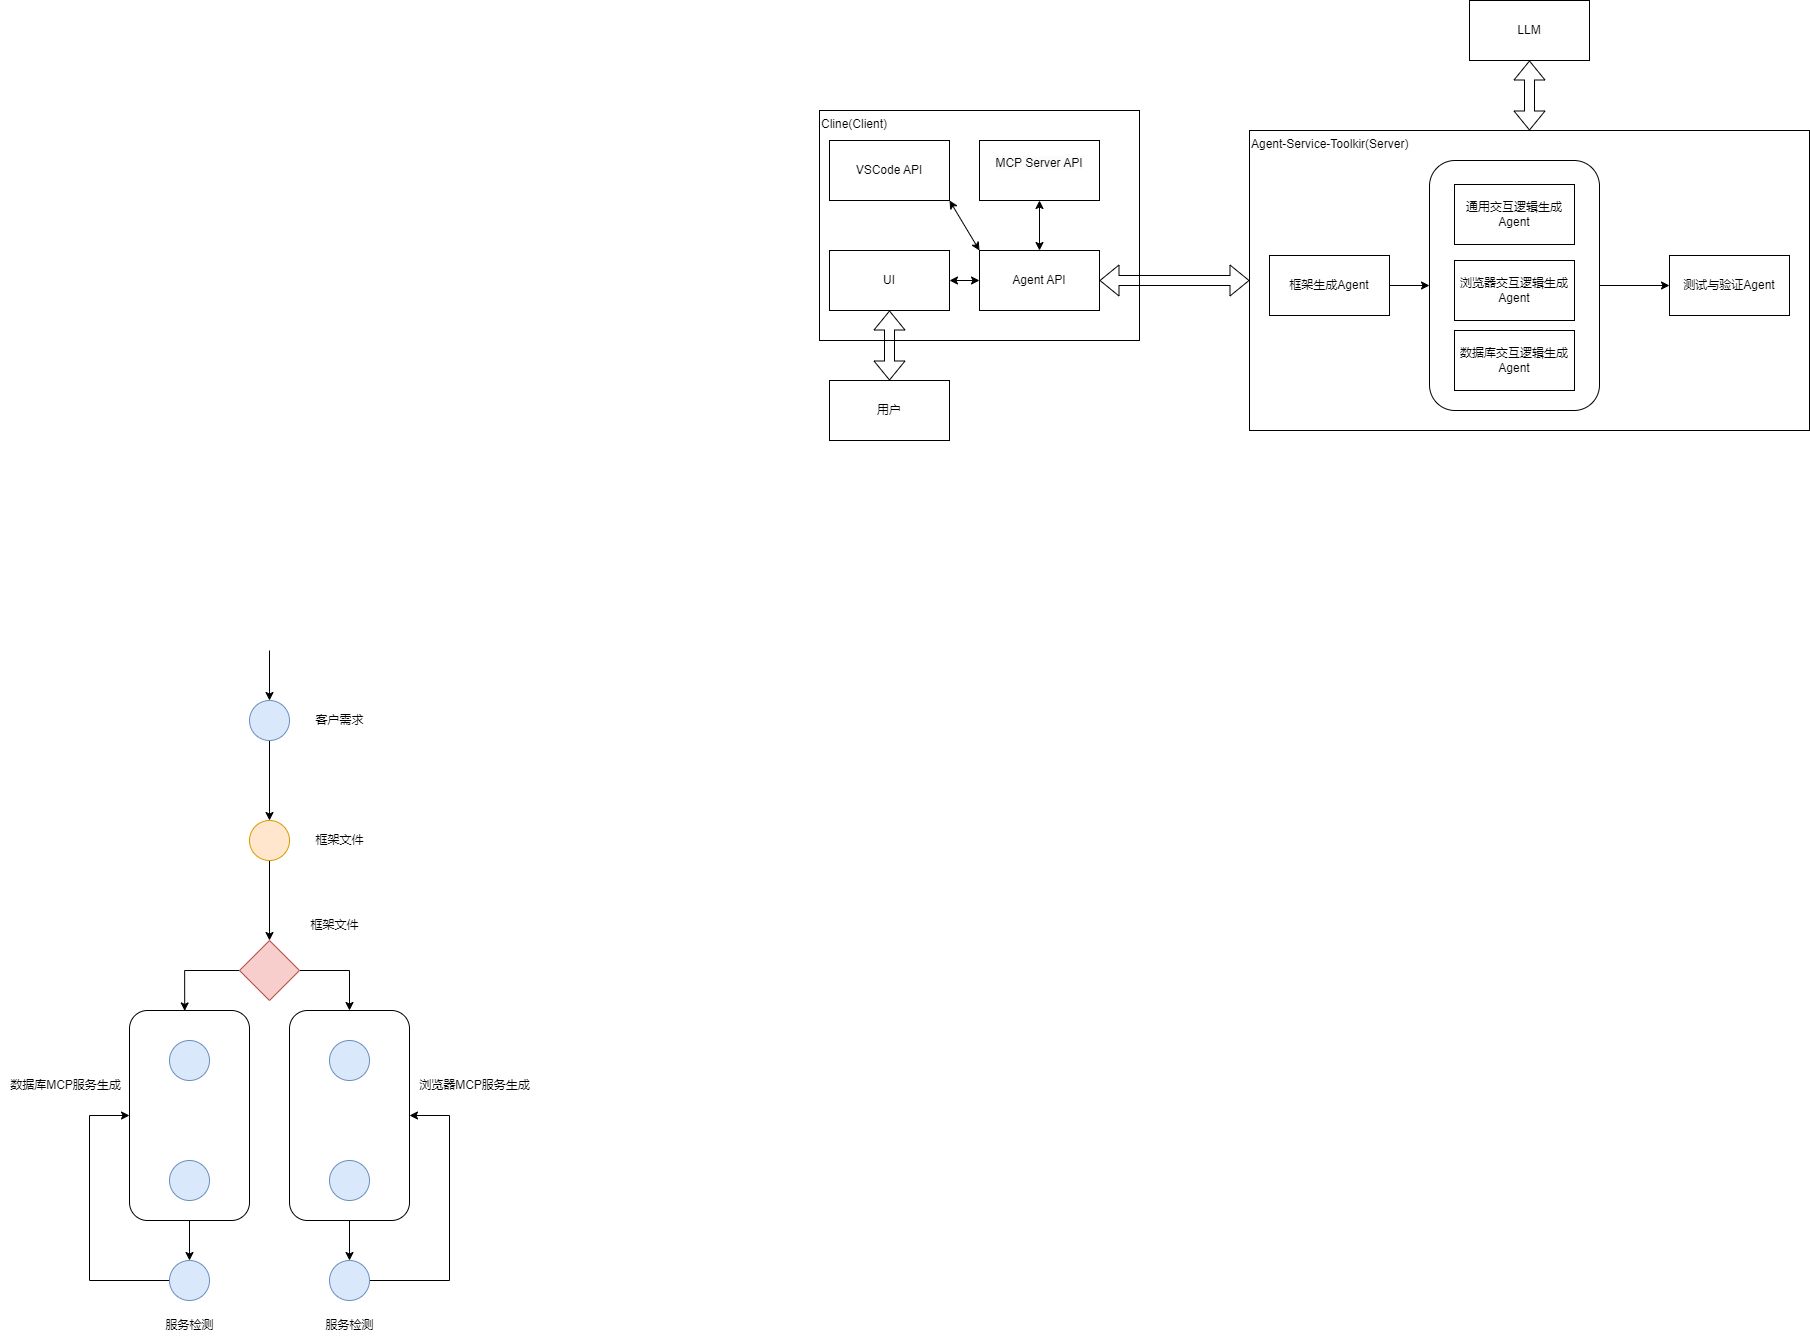 LLM
Cline(Client)
VSCode API
MCP Server API
UI
Agent API
用户
Agent-Service-Toolkir(Server)
框架生成Agent
通用交互逻辑生成
Agent
浏览器交互逻辑生成
Agent
数据库交互逻辑生成
Agent
测试与验证Agent
客户需求
框架文件
框架文件
数据库MCP服务生成
浏览器MCP服务生成
服务检测
服务检测